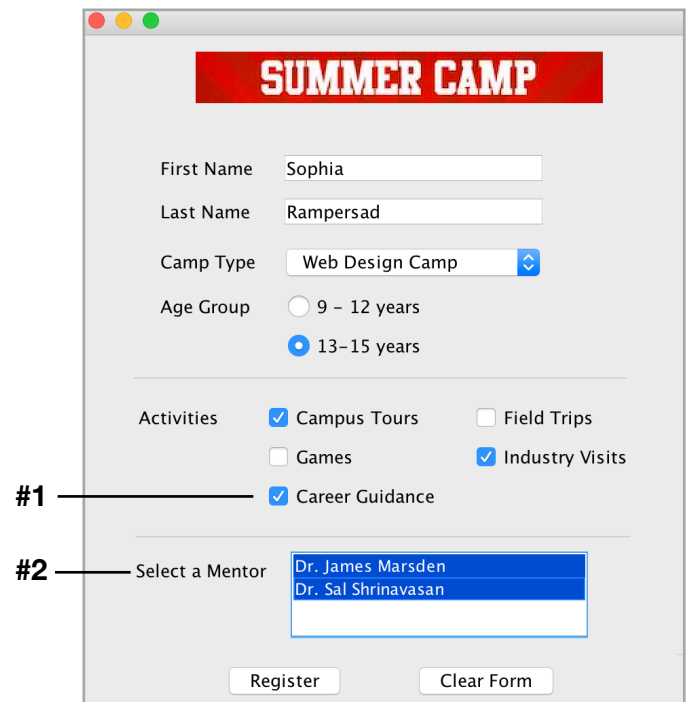 SUMMER CAMP
First Name Sophia
Last Name Rampersad
Camp Type Web Design Camp
Age Group 9 – 12 years
13–15 years
Activities Campus Tours Field Trips
Games Industry Visits
#1 Career Guidance
#2 Select a Mentor Dr. James Marsden
Dr. Sal Shrinavasan
Register Clear Form